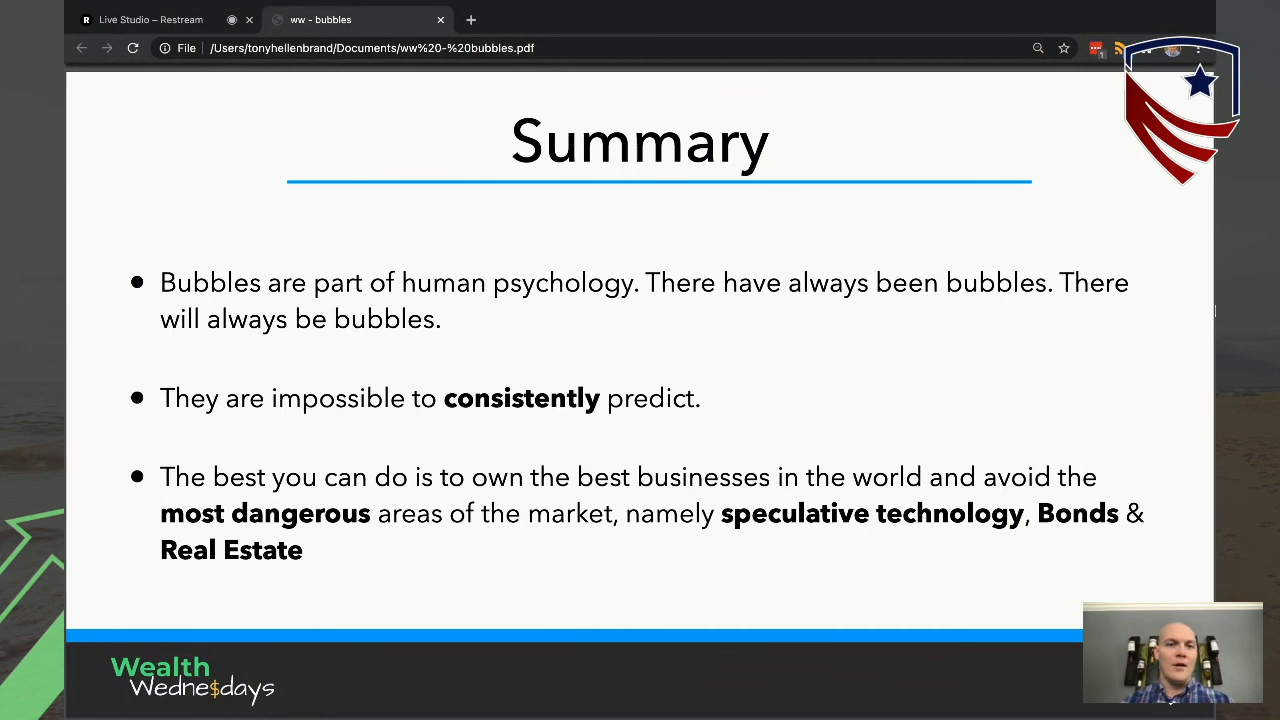 Live Studio – Restream
ww - bubbles
File
/Users/tonyhellenbrand/Documents/ww%20-%20bubbles.pdf
1
Summary
Bubbles are part of human psychology. There have always been bubbles. There
will always be bubbles.
They are impossible to consistently predict.
The best you can do is to own the best businesses in the world and avoid the
most dangerous areas of the market, namely speculative technology, Bonds &
Real Estate
Wealth
Wedne$days